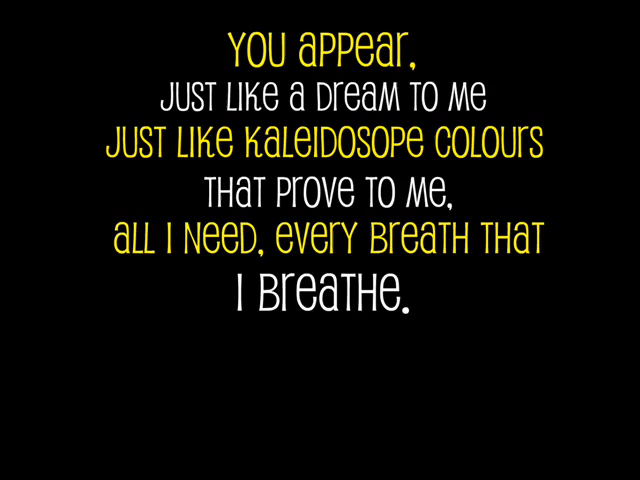 You appear,
Just like a dream to me
Just like kaleidosope colours
that prove to me,
all I need, every breath that
I breathe.